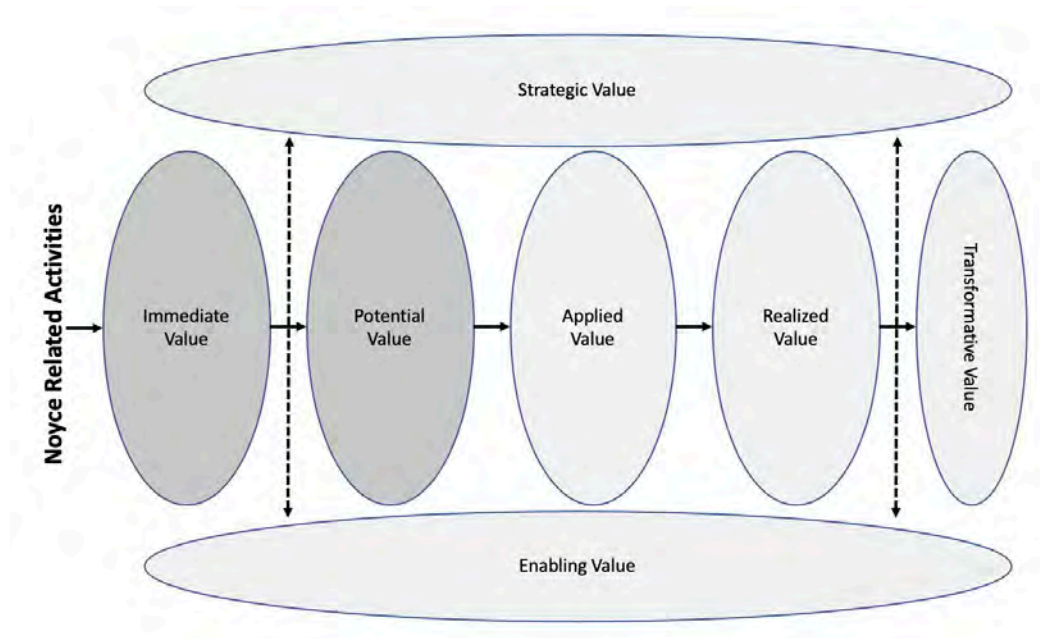 Strategic Value
Noyce Related Activities
Immediate
Value
Potential
Value
Applied
Value
Realized
Value
Transformative Value
Enabling Value